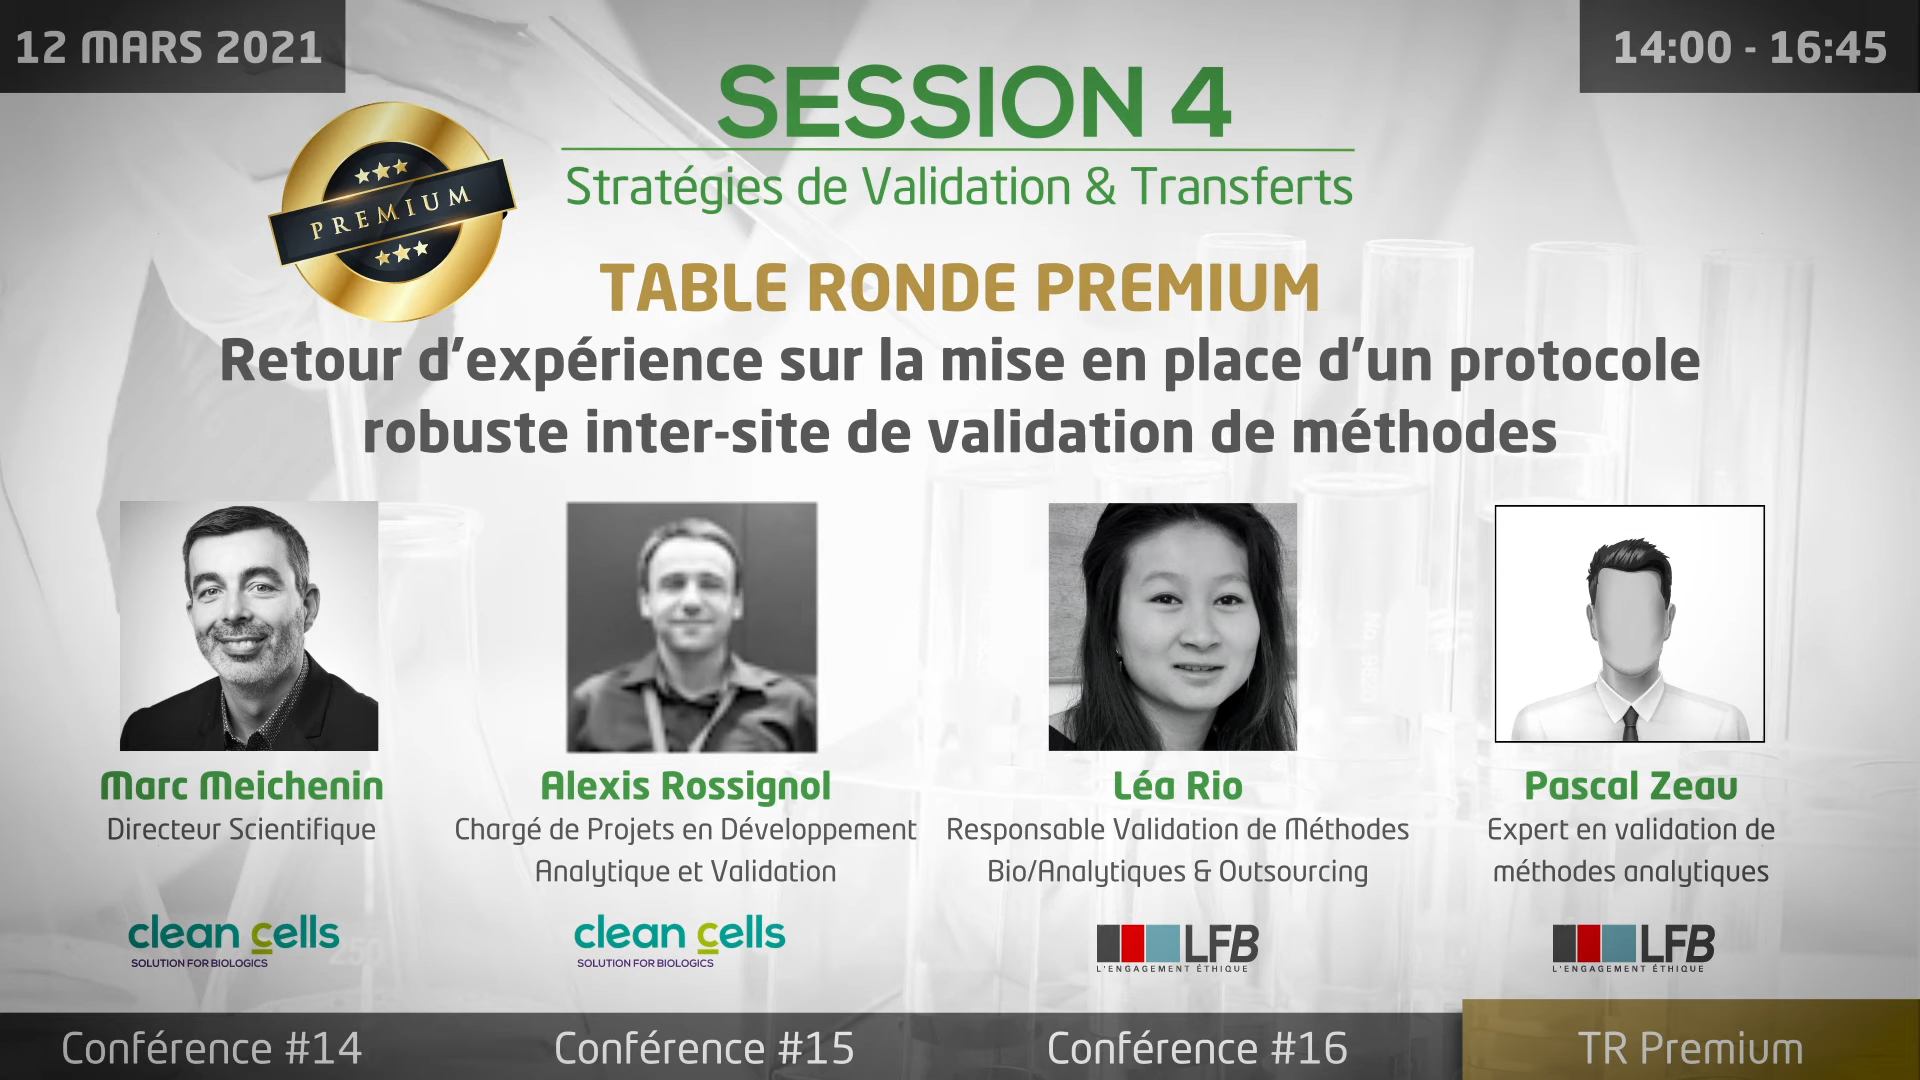 12 MARS 2021
14:00 - 16:45
SESSION 4
Stratégies de Validation & Transferts
PREMIUM
TABLE RONDE PREMIUM
Retour d'expérience sur la mise en place d'un protocole
robuste inter-site de validation de méthodes
Marc Meichenin
Directeur Scientifique
clean cells
SOLUTION FOR BIOLOGICS
Alexis Rossignol
Chargé de Projets en Développement
Analytique et Validation
clean cells
SOLUTION FOR BIOLOGICS
Léa Rio
Responsable Validation de Méthodes
Bio/Analytiques & Outsourcing
LFB
L'ENGAGEMENT ÉTHIQUE
Pascal Zeau
Expert en validation de
méthodes analytiques
LFB
L'ENGAGEMENT ÉTHIQUE
250
Conférence #14
Conférence #15
Conférence #16
TR Premium